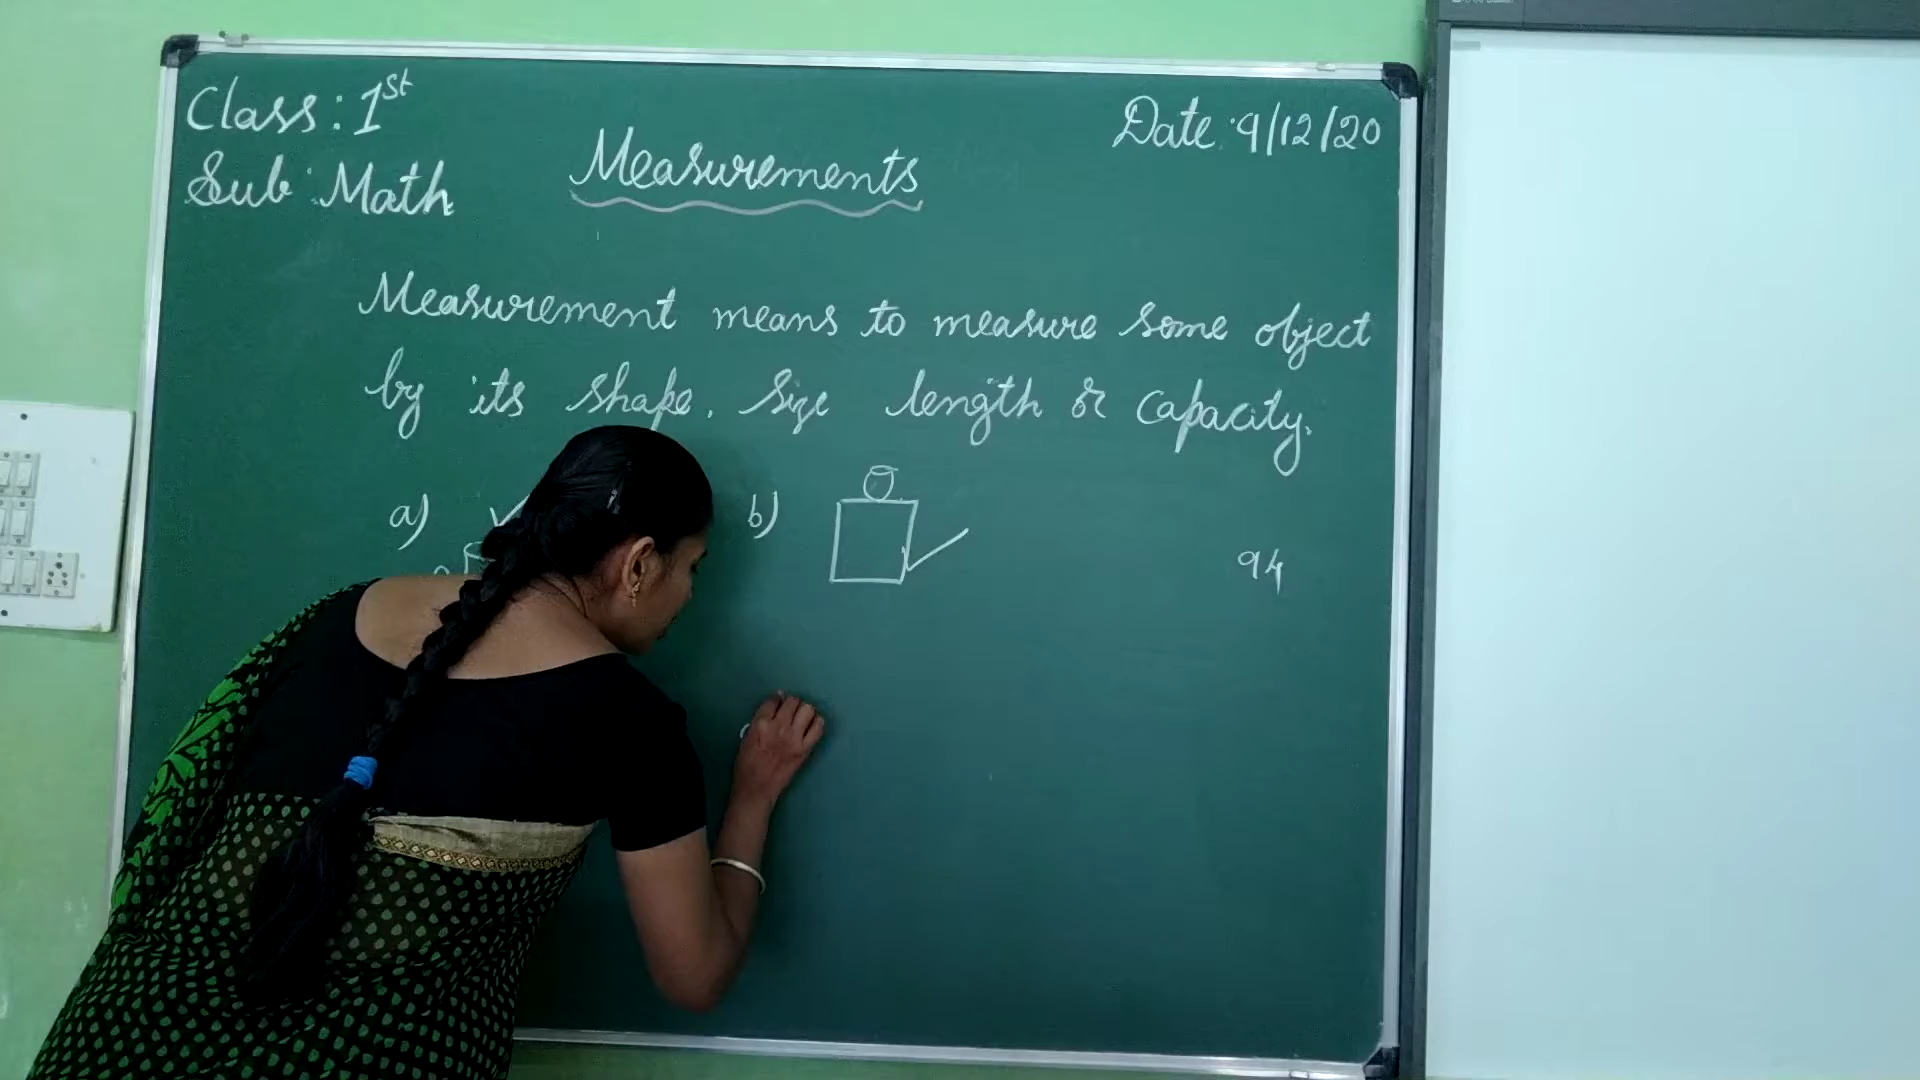 Class : 1st
Date : 9/12/20
Sub : Math
Measurements
Measurement means to measure some object
by its shape, Size length or Capacity.
a)
b)
94